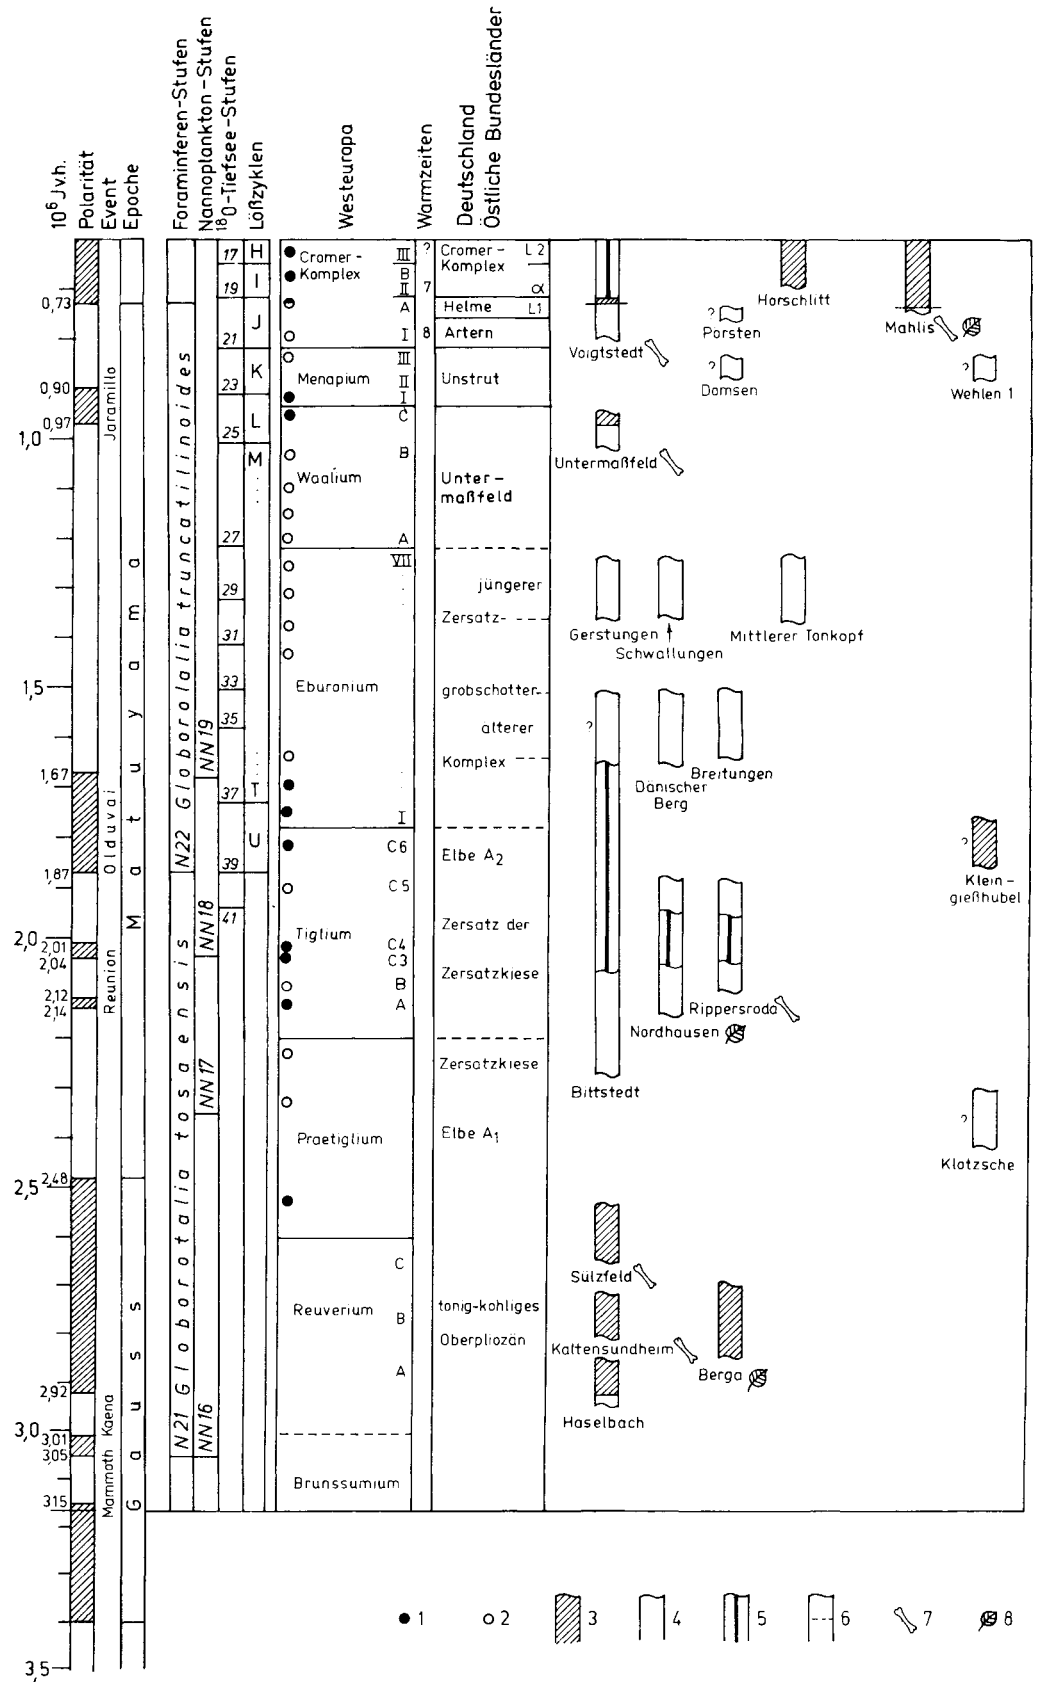 10⁶ J.v.h.
Polarität
Event
Epoche
Foraminiferen-Stufen
Nannoplankton-Stufen
¹⁸O-Tiefsee-Stufen
Lößzyklen
Westeuropa
Warmzeiten
Deutschland
Östliche Bundesländer
0,73
0,90
0,97
1,0
1,5
1,67
1,87
2,0
2,01
2,04
2,12
2,14
2,48
2,5
2,92
3,0
3,01
3,05
3,15
3,5
Jaramillo
Olduvai
Reunion
Mammoth Kaena
Matuyama
Gauss
N22 Globorolalia truncatilinoides
N21 Globorotalia tosaensis
NN19
NN18
NN17
NN16
17
19
21
23
25
27
29
31
33
35
37
39
41
H
I
J
K
L
M
T
U
Cromer-
Komplex
III
B
II
A
I
Menapium
III
II
I
Waalium
C
B
A
Eburonium
VII
I
Tiglium
C6
C5
C4
C3
B
A
Praetiglium
Reuverium
C
B
A
Brunssumium
?
7
8
Cromer- L2
Komplex
α
Helme L1
Artern
Unstrut
Unter-
maßfeld
jüngerer
Zersatz-
grobschotter-
älterer
Komplex
Elbe A₂
Zersatz der
Zersatzkiese
Zersatzkiese
Elbe A₁
tonig-kohliges
Oberpliozän
Voigtstedt
? Porsten
Horschlitt
Mahlis
? Domsen
? Wehlen 1
Untermaßfeld
Gerstungen
Schwallungen
Mittlerer Tonkopf
?
Dänischer
Berg
Breitungen
? Klein-
gießhübel
Bittstedt
Nordhausen
Rippersroda
? Klotzsche
Sülzfeld
Kaltensundheim
Berga
Haselbach
1 2 3 4 5 6 7 8